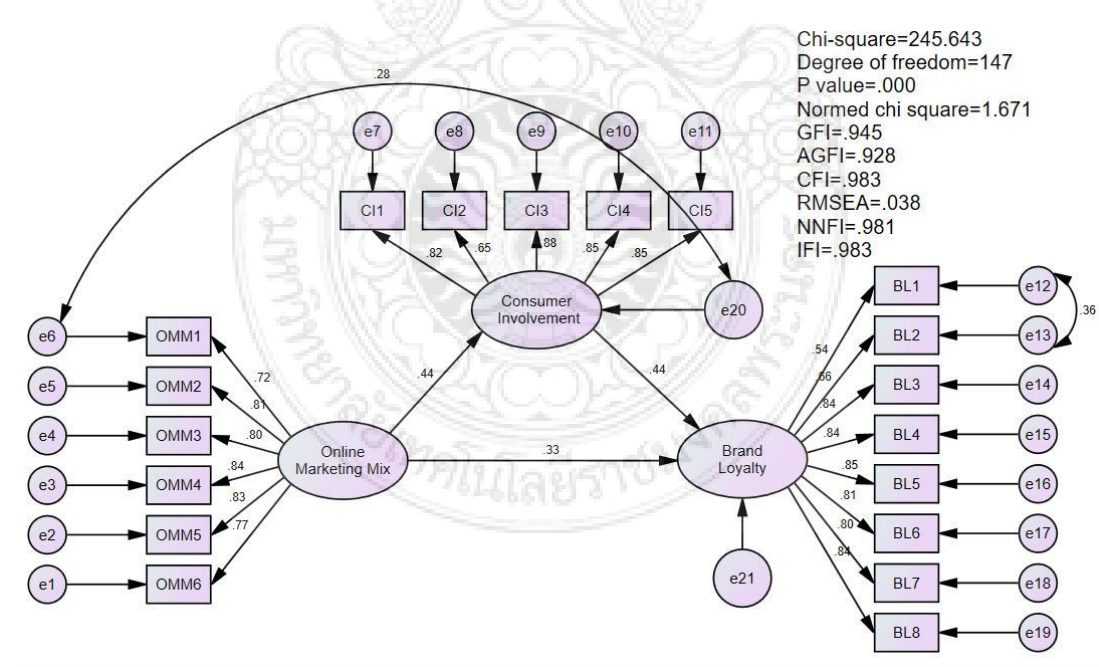 Chi-square=245.643
Degree of freedom=147
P value=.000
Normed chi square=1.671
GFI=.945
AGFI=.928
CFI=.983
RMSEA=.038
NNFI=.981
IFI=.983
.28
e7
e8
e9
e10
e11
CI1
CI2
CI3
CI4
CI5
.82
.65
.88
.85
.85
Consumer
Involvement
e20
e6
OMM1
e5
OMM2
e4
OMM3
e3
OMM4
e2
OMM5
e1
OMM6
.72
.81
.80
.84
.83
.77
Online
Marketing Mix
.44
.44
.33
Brand
Loyalty
e21
.54
.66
.84
.84
.85
.81
.80
.84
BL1
e12
BL2
e13
.36
BL3
e14
BL4
e15
BL5
e16
BL6
e17
BL7
e18
BL8
e19